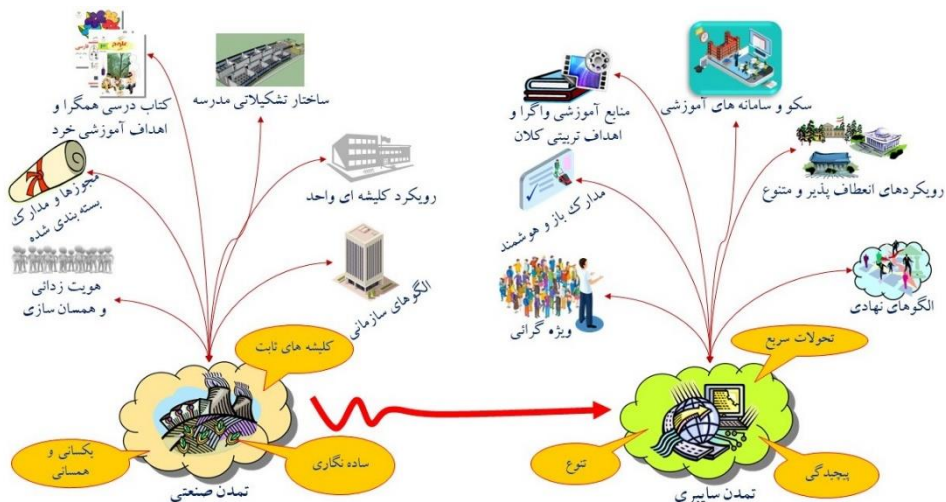 کتاب درسی همگرا و
اهداف آموزشی خرد
ساختار تشکیلاتی مدرسه
مجوزها و مدارک
بسته بندی شده
رویکرد کلیشه ای واحد
هویت زدائی
و همسان سازی
الگوهای سازمانی
کلیشه های ثابت
یکسانی و
همسانی
ساده نگاری
تمدن صنعتی
منابع آموزشی واگرا و
اهداف تربیتی کلان
سکو و سامانه های آموزشی
مدارک باز و هوشمند
رویکردهای انعطاف پذیر و متنوع
ویژه گرائی
الگوهای نهادی
تحولات سریع
تنوع
پیچیدگی
تمدن سایبری